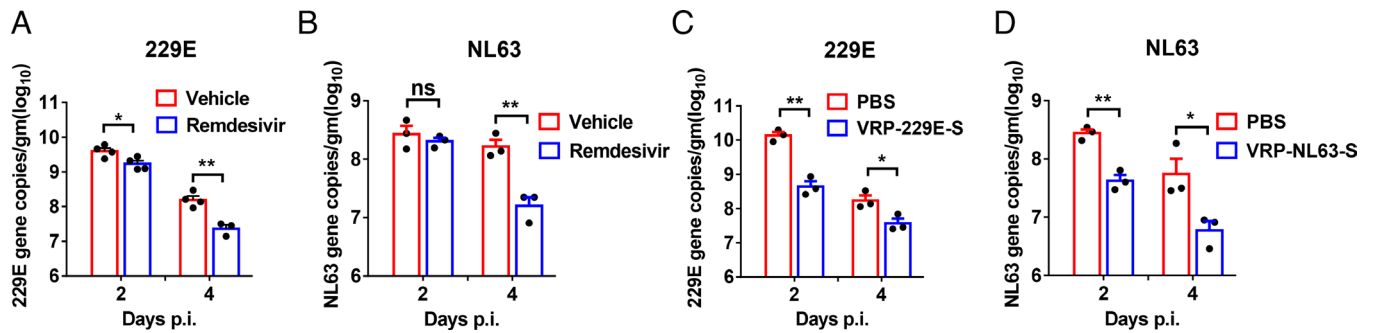 A
229E
229E gene copies/gm(log10)
11
10
9
8
7
6
*
**
Vehicle
Remdesivir
2
4
Days p.i.
B
NL63
NL63 gene copies/gm(log10)
9
8
7
6
ns
**
Vehicle
Remdesivir
2
4
Days p.i.
C
229E
229E gene copies/gm(log10)
11
10
9
8
7
6
**
*
PBS
VRP-229E-S
2
4
Days p.i.
D
NL63
NL63 gene copies/gm(log10)
9
8
7
6
**
*
PBS
VRP-NL63-S
2
4
Days p.i.